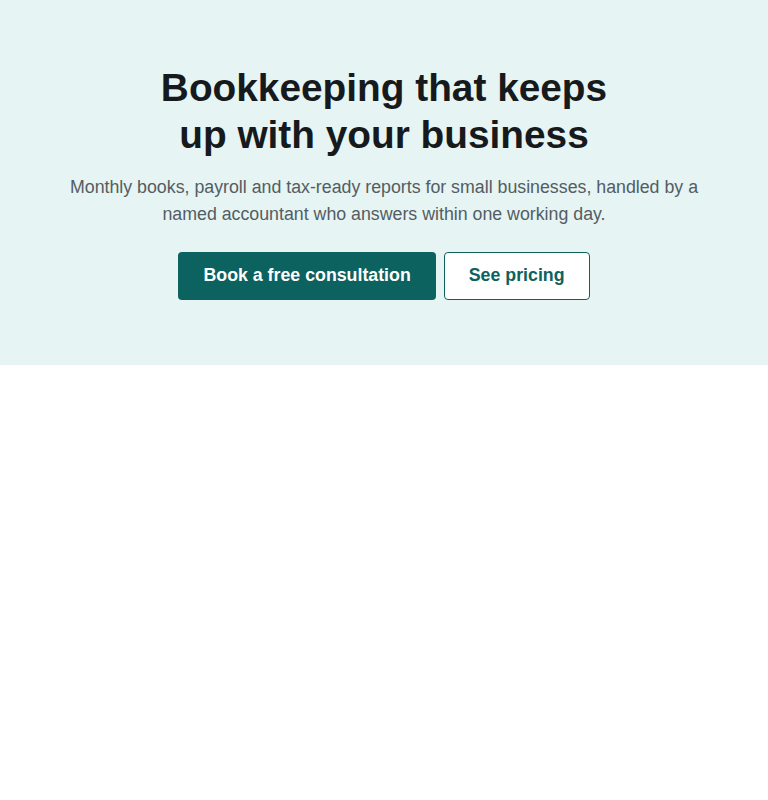 Bookkeeping that keeps
up with your business
Monthly books, payroll and tax-ready reports for small businesses, handled by a
named accountant who answers within one working day.
Book a free consultation
See pricing